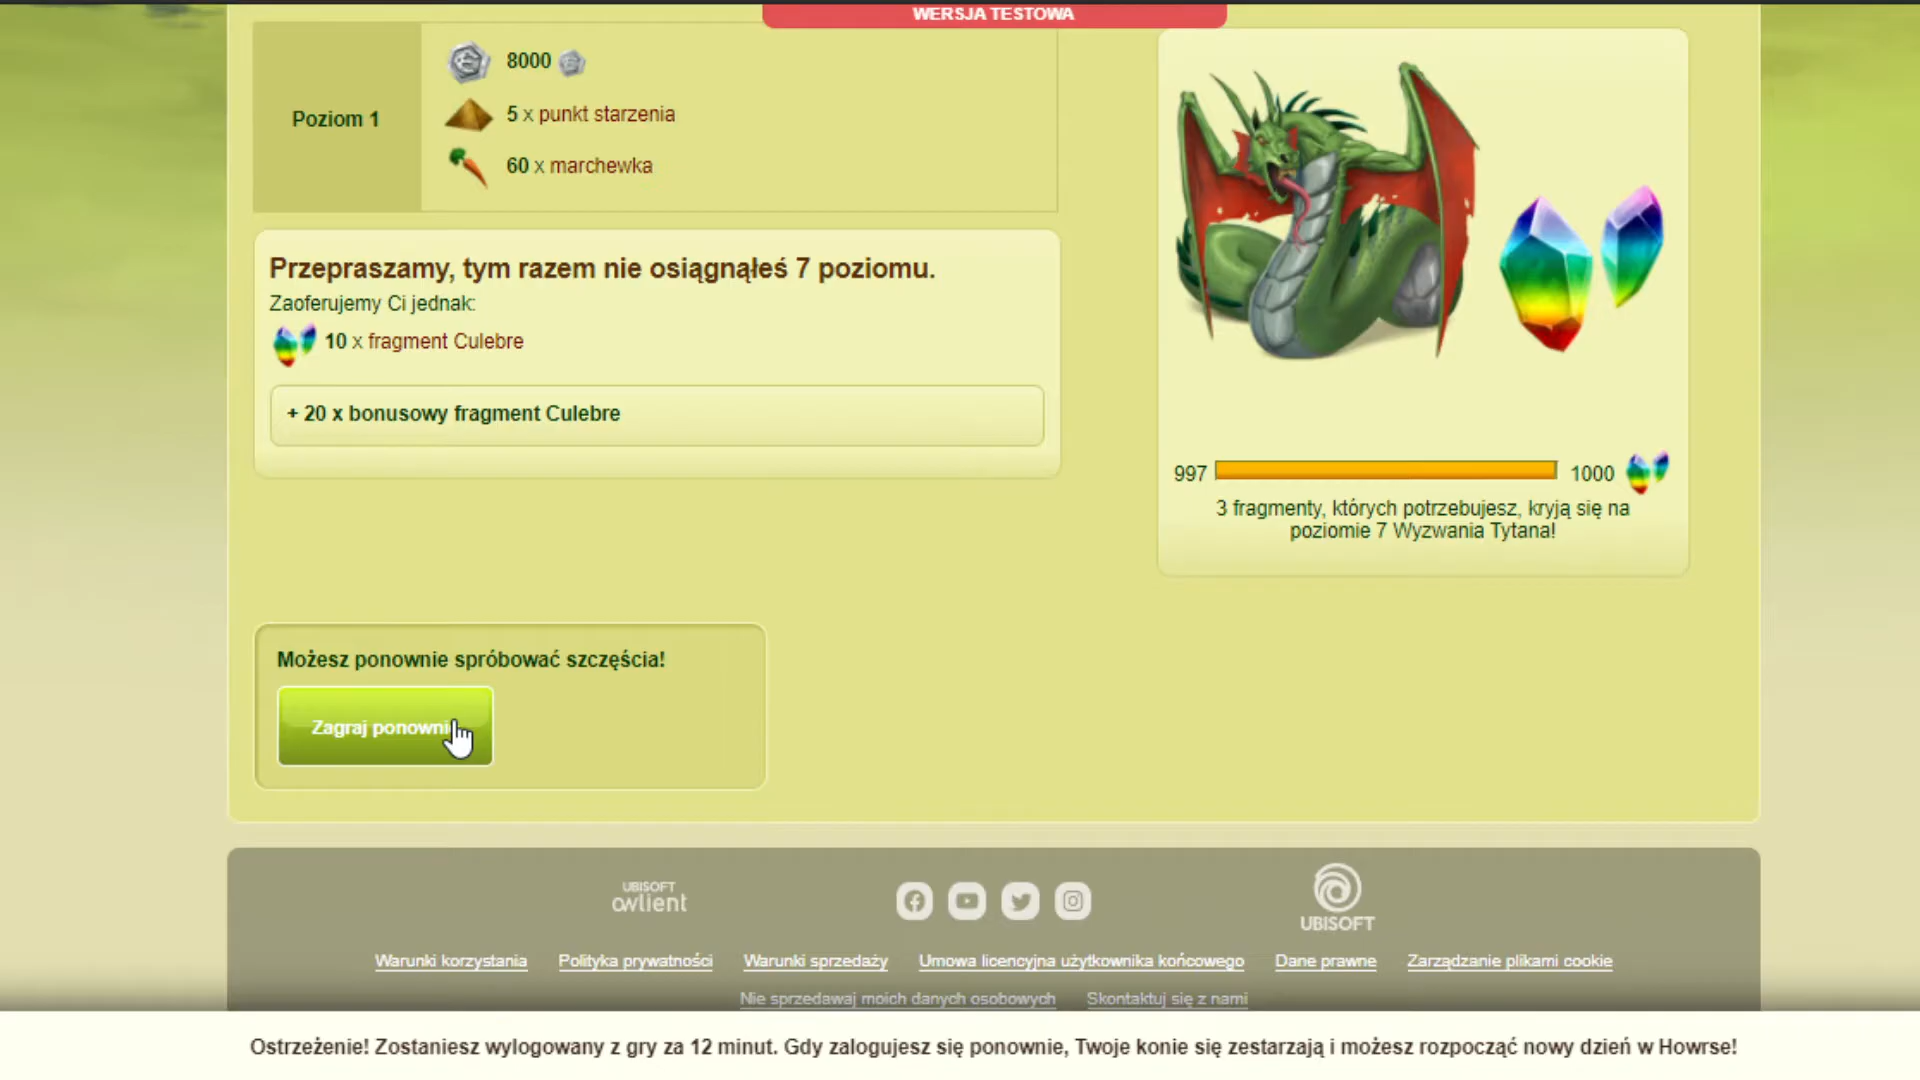 WERSJA TESTOWA
Poziom 1
8000
5 x punkt starzenia
60 x marchewka
Przepraszamy, tym razem nie osiągnąłeś 7 poziomu.
Zaoferujemy Ci jednak:
10 x fragment Culebre
+ 20 x bonusowy fragment Culebre
997
1000
3 fragmenty, których potrzebujesz, kryją się na
poziomie 7 Wyzwania Tytana!
Możesz ponownie spróbować szczęścia!
Zagraj ponowni
UBISOFT
owlient
UBISOFT
Warunki korzystania
Polityka prywatności
Warunki sprzedaży
Umowa licencyjna użytkownika końcowego
Dane prawne
Zarządzanie plikami cookie
Nie sprzedawaj moich danych osobowych
Skontaktuj się z nami
Ostrzeżenie! Zostaniesz wylogowany z gry za 12 minut. Gdy zalogujesz się ponownie, Twoje konie się zestarzają i możesz rozpocząć nowy dzień w Howrse!